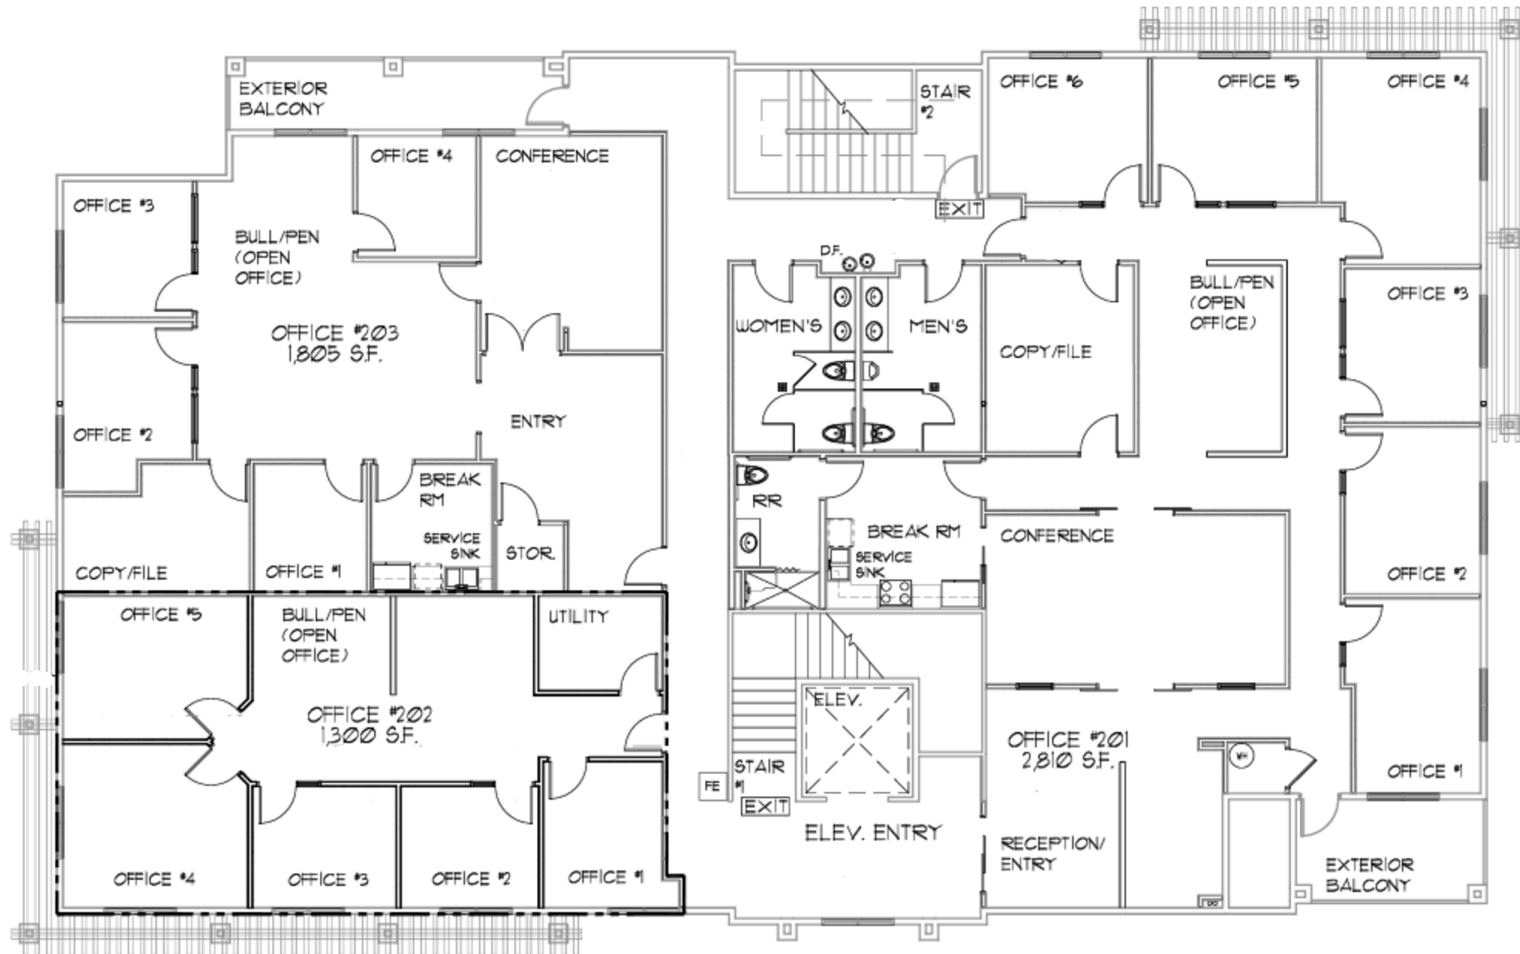 EXTERIOR
BALCONY
OFFICE #4
CONFERENCE
OFFICE #3
BULL/PEN
(OPEN
OFFICE)
OFFICE #203
1,805 S.F.
OFFICE #2
ENTRY
BREAK
RM
SERVICE
SINK
STOR.
COPY/FILE
OFFICE #1
STAIR
#2
EXIT
D.F.
WOMEN'S
MEN'S
RR
BREAK RM
SERVICE
SINK
OFFICE #6
OFFICE #5
OFFICE #4
BULL/PEN
(OPEN
OFFICE)
OFFICE #3
COPY/FILE
CONFERENCE
OFFICE #2
OFFICE #5
BULL/PEN
(OPEN
OFFICE)
UTILITY
OFFICE #202
1,300 S.F.
OFFICE #4
OFFICE #3
OFFICE #2
OFFICE #1
ELEV.
FE
STAIR
#1
EXIT
ELEV. ENTRY
OFFICE #201
2,810 S.F.
WH
OFFICE #1
RECEPTION/
ENTRY
EXTERIOR
BALCONY